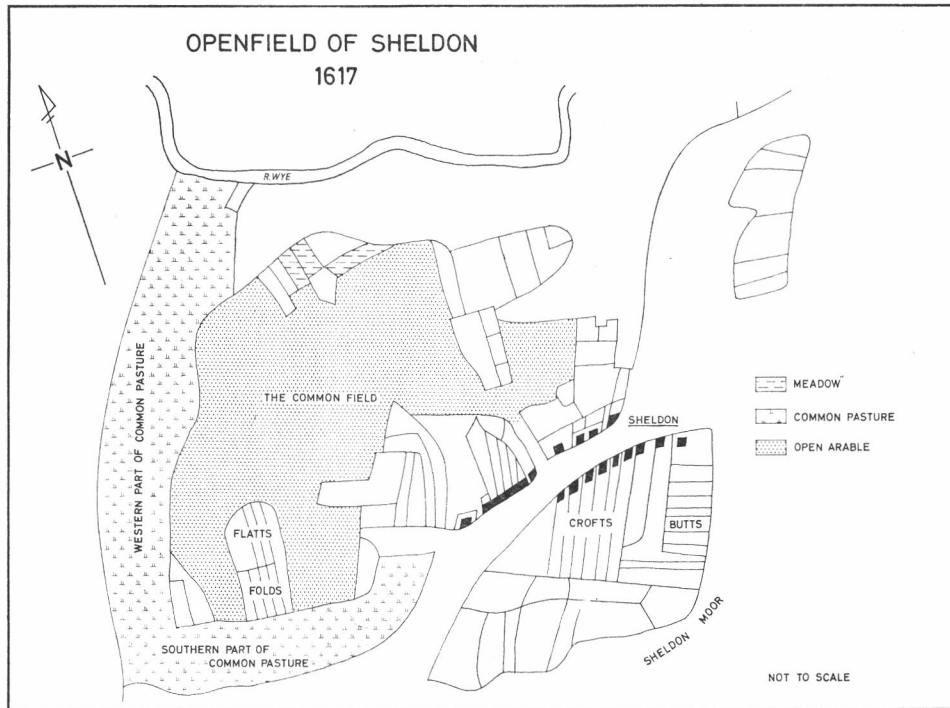 OPENFIELD OF SHELDON
1617
N
R. WYE
WESTERN PART OF COMMON PASTURE
THE COMMON FIELD
MEADOW
COMMON PASTURE
OPEN ARABLE
SHELDON
FLATTS
FOLDS
CROFTS
BUTTS
SOUTHERN PART OF
COMMON PASTURE
SHELDON MOOR
NOT TO SCALE